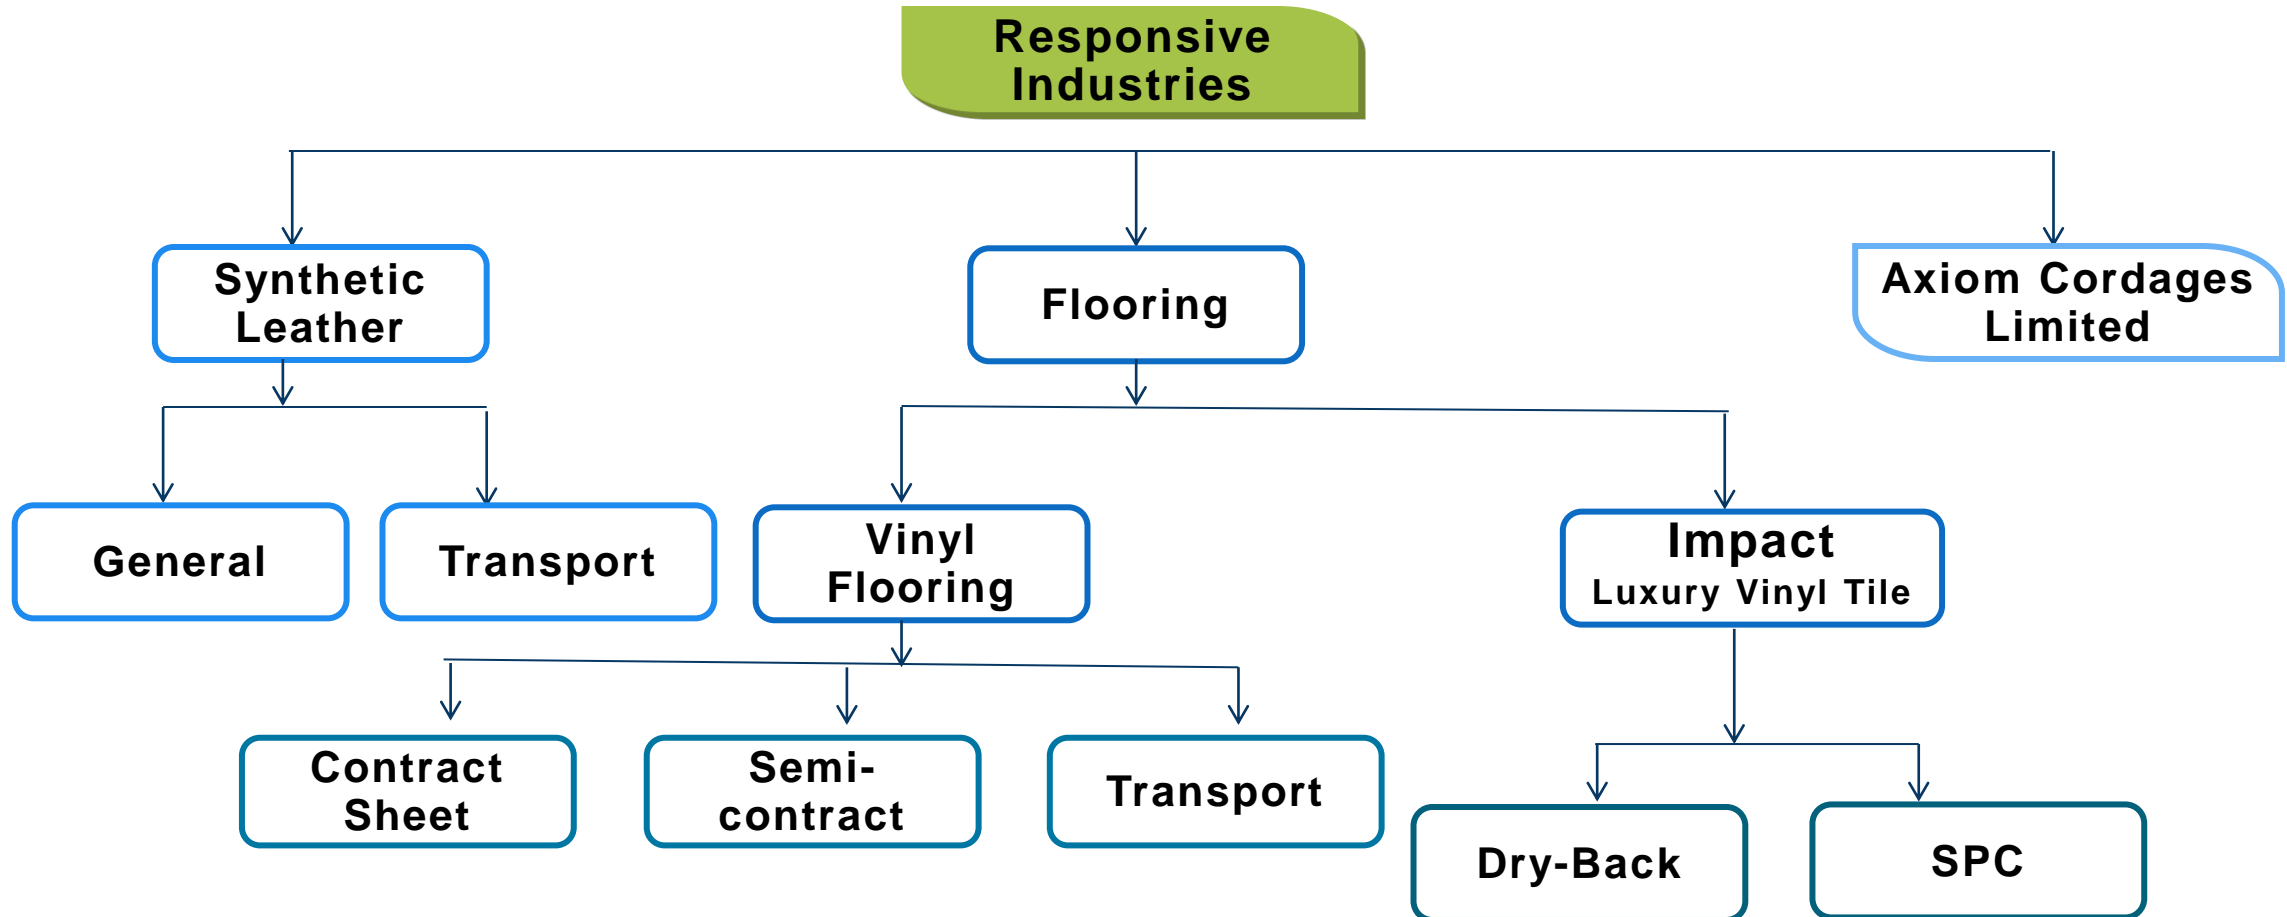 Responsive
Industries
Synthetic
Leather
Flooring
Axiom Cordages
Limited
General
Transport
Vinyl
Flooring
Impact
Luxury Vinyl Tile
Contract
Sheet
Semi-
contract
Transport
Dry-Back
SPC